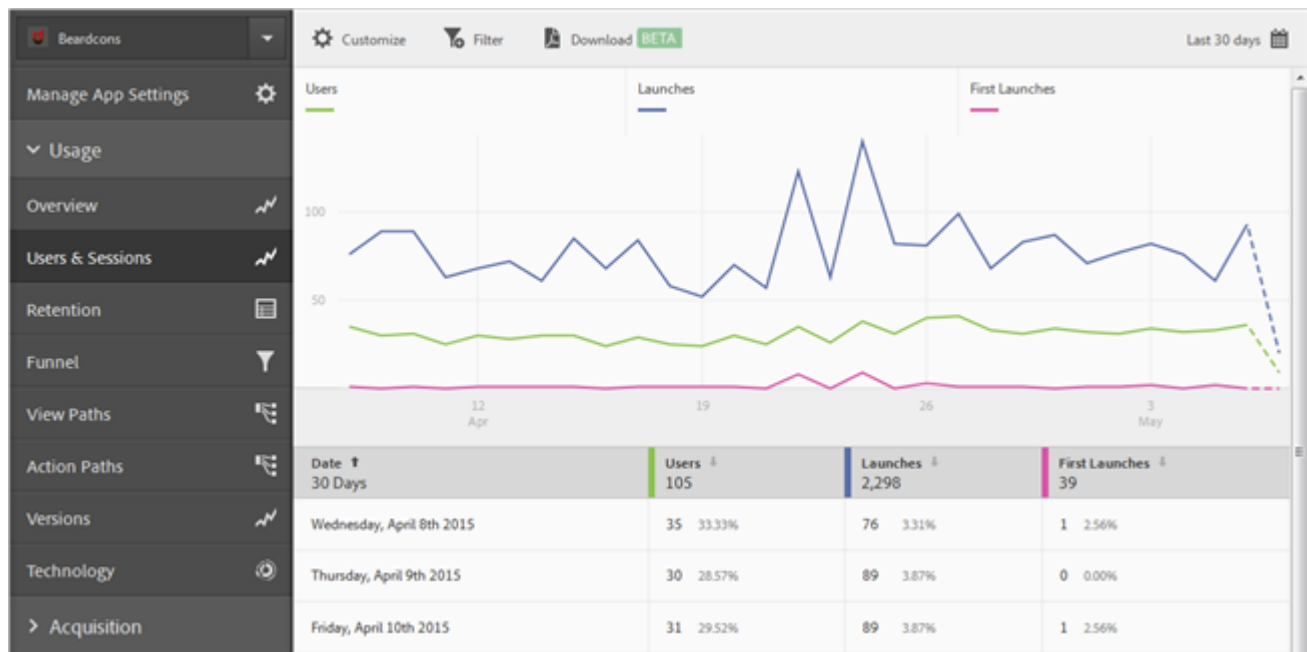 Beardcons
Customize Filter Download BETA Last 30 days
Manage App Settings
Usage
Overview
Users & Sessions
Retention
Funnel
View Paths
Action Paths
Versions
Technology
Acquisition
Users Launches First Launches
100
50
12 19 26 3
Apr May
Date ↑ Users ↓ Launches ↓ First Launches ↓
30 Days 105 2,298 39
Wednesday, April 8th 2015 35 33.33% 76 3.31% 1 2.56%
Thursday, April 9th 2015 30 28.57% 89 3.87% 0 0.00%
Friday, April 10th 2015 31 29.52% 89 3.87% 1 2.56%